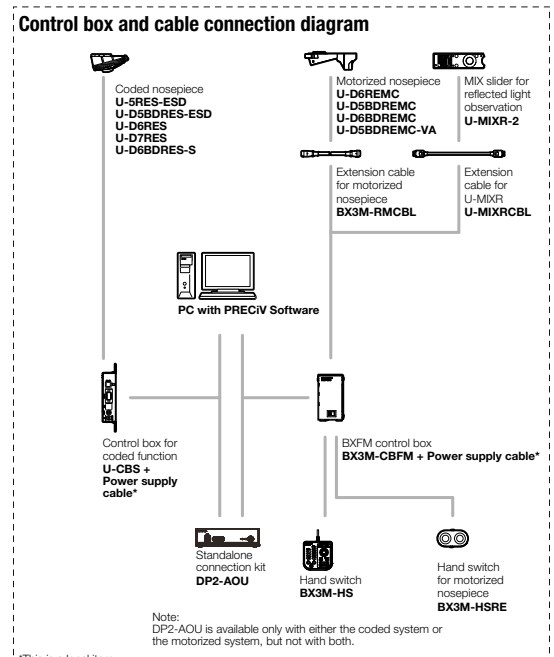 Control box and cable connection diagram
Coded nosepiece
U-5RES-ESD
U-D5BDRES-ESD
U-D6RES
U-D7RES
U-D6BDRES-S
Motorized nosepiece
U-D6REMC
U-D5BDREMC
U-D6BDREMC
U-D5BDREMC-VA
MIX slider for
reflected light
observation
U-MIXR-2
Extension cable
for motorized
nosepiece
BX3M-RMCBL
Extension
cable for
U-MIXR
U-MIXRCBL
PC with PRECiV Software
Control box for
coded function
U-CBS +
Power supply
cable*
BXFM control box
BX3M-CBFM + Power supply cable*
Standalone
connection kit
DP2-AOU
Hand switch
BX3M-HS
Hand switch
for motorized
nosepiece
BX3M-HSRE
Note:
DP2-AOU is available only with either the coded system or
the motorized system, but not with both.